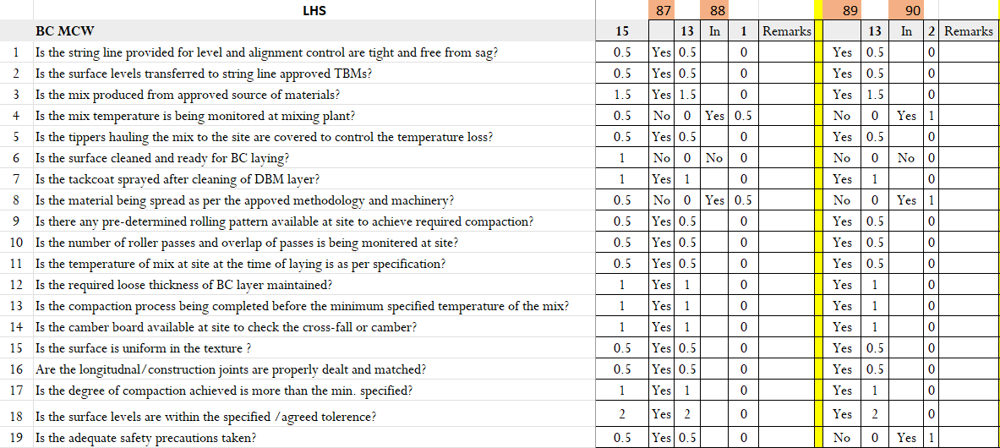 LHS 87 88 89 90
BC MCW 15 13 In 1 Remarks 13 In 2 Remarks
1 Is the string line provided for level and alignment control are tight and free from sag? 0.5 Yes 0.5 0 Yes 0.5 0
2 Is the surface levels transferred to string line approved TBMs? 0.5 Yes 0.5 0 Yes 0.5 0
3 Is the mix produced from approved source of materials? 1.5 Yes 1.5 0 Yes 1.5 0
4 Is the mix temperature is being monitored at mixing plant? 0.5 No 0 Yes 0.5 No 0 Yes 1
5 Is the tippers hauling the mix to the site are covered to control the temperature loss? 0.5 Yes 0.5 0 Yes 0.5 0
6 Is the surface cleaned and ready for BC laying? 1 No 0 No 0 No 0 No 0
7 Is the tackcoat sprayed after cleaning of DBM layer? 1 Yes 1 0 Yes 1 0
8 Is the material being spread as per the appoved methodology and machinery? 0.5 No 0 Yes 0.5 No 0 Yes 1
9 Is there any pre-determined rolling pattern available at site to achieve required compaction? 0.5 Yes 0.5 0 Yes 0.5 0
10 Is the number of roller passes and overlap of passes is being monitered at site? 0.5 Yes 0.5 0 Yes 0.5 0
11 Is the temperature of mix at site at the time of laying is as per specification? 0.5 Yes 0.5 0 Yes 0.5 0
12 Is the required loose thickness of BC layer maintained? 1 Yes 1 0 Yes 1 0
13 Is the compaction process being completed before the minimum specified temperature of the mix? 1 Yes 1 0 Yes 1 0
14 Is the camber board available at site to check the cross-fall or camber? 1 Yes 1 0 Yes 1 0
15 Is the surface is uniform in the texture ? 0.5 Yes 0.5 0 Yes 0.5 0
16 Are the longitudnal/construction joints are properly dealt and matched? 0.5 Yes 0.5 0 Yes 0.5 0
17 Is the degree of compaction achieved is more than the min. specified? 1 Yes 1 0 Yes 1 0
18 Is the surface levels are within the specified /agreed tolerence? 2 Yes 2 0 Yes 2 0
19 Is the adequate safety precautions taken? 0.5 Yes 0.5 0 No 0 Yes 1